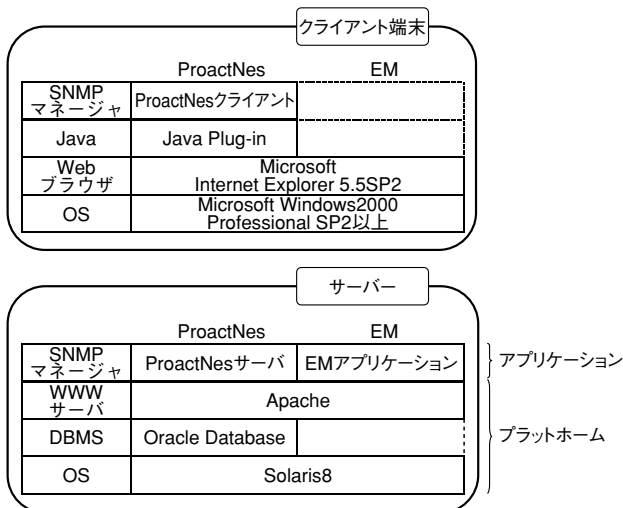 クライアント端末
ProactNes EM
SNMP
マネージャ
ProactNesクライアント
Java
Java Plug-in
Web
ブラウザ
Microsoft
Internet Explorer 5.5SP2
OS
Microsoft Windows2000
Professional SP2以上
サーバー
ProactNes EM
SNMP
マネージャ
ProactNesサーバ
EMアプリケーション
アプリケーション
WWW
サーバ
Apache
DBMS
Oracle Database
プラットホーム
OS
Solaris8